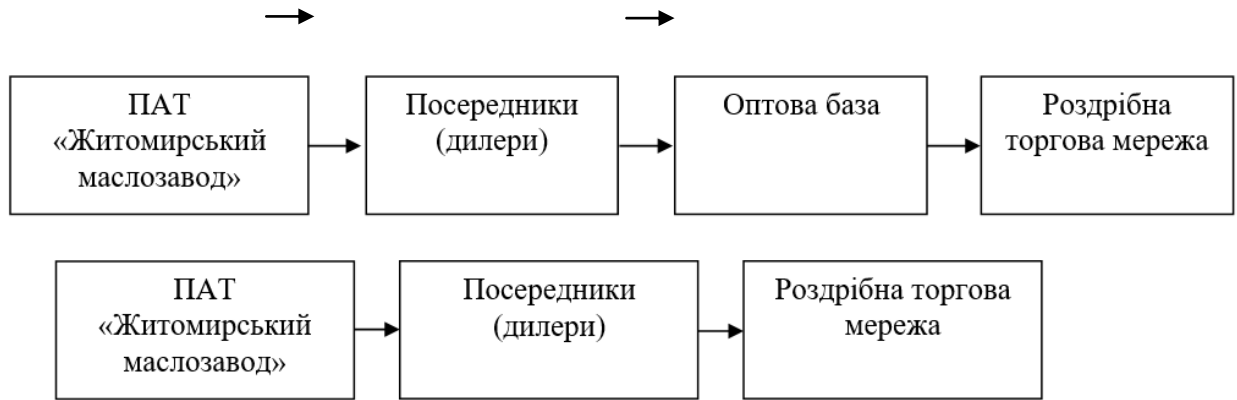 ПАТ
«Житомирський
маслозавод»
Посередники
(дилери)
Оптова база
Роздрібна
торгова мережа
ПАТ
«Житомирський
маслозавод»
Посередники
(дилери)
Роздрібна торгова
мережа